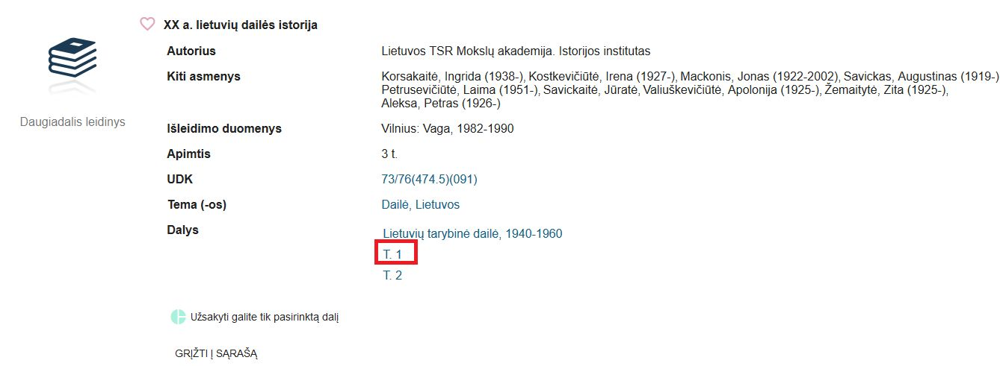 XX a. lietuvių dailės istorija
Autorius Lietuvos TSR Mokslų akademija. Istorijos institutas
Kiti asmenys Korsakaitė, Ingrida (1938-), Kostkevičiūtė, Irena (1927-), Mackonis, Jonas (1922-2002), Savickas, Augustinas (1919-)
Petrusevičiūtė, Laima (1951-), Savickaitė, Jūratė, Valiuškevičiūtė, Apolonija (1925-), Žemaitytė, Zita (1925-),
Aleksa, Petras (1926-)
Daugiadalis leidinys
Išleidimo duomenys Vilnius: Vaga, 1982-1990
Apimtis 3 t.
UDK 73/76(474.5)(091)
Tema (-os) Dailė, Lietuvos
Dalys Lietuvių tarybinė dailė, 1940-1960
T. 1
T. 2
Užsakyti galite tik pasirinktą dalį
GRĮŽTI Į SĄRAŠĄ